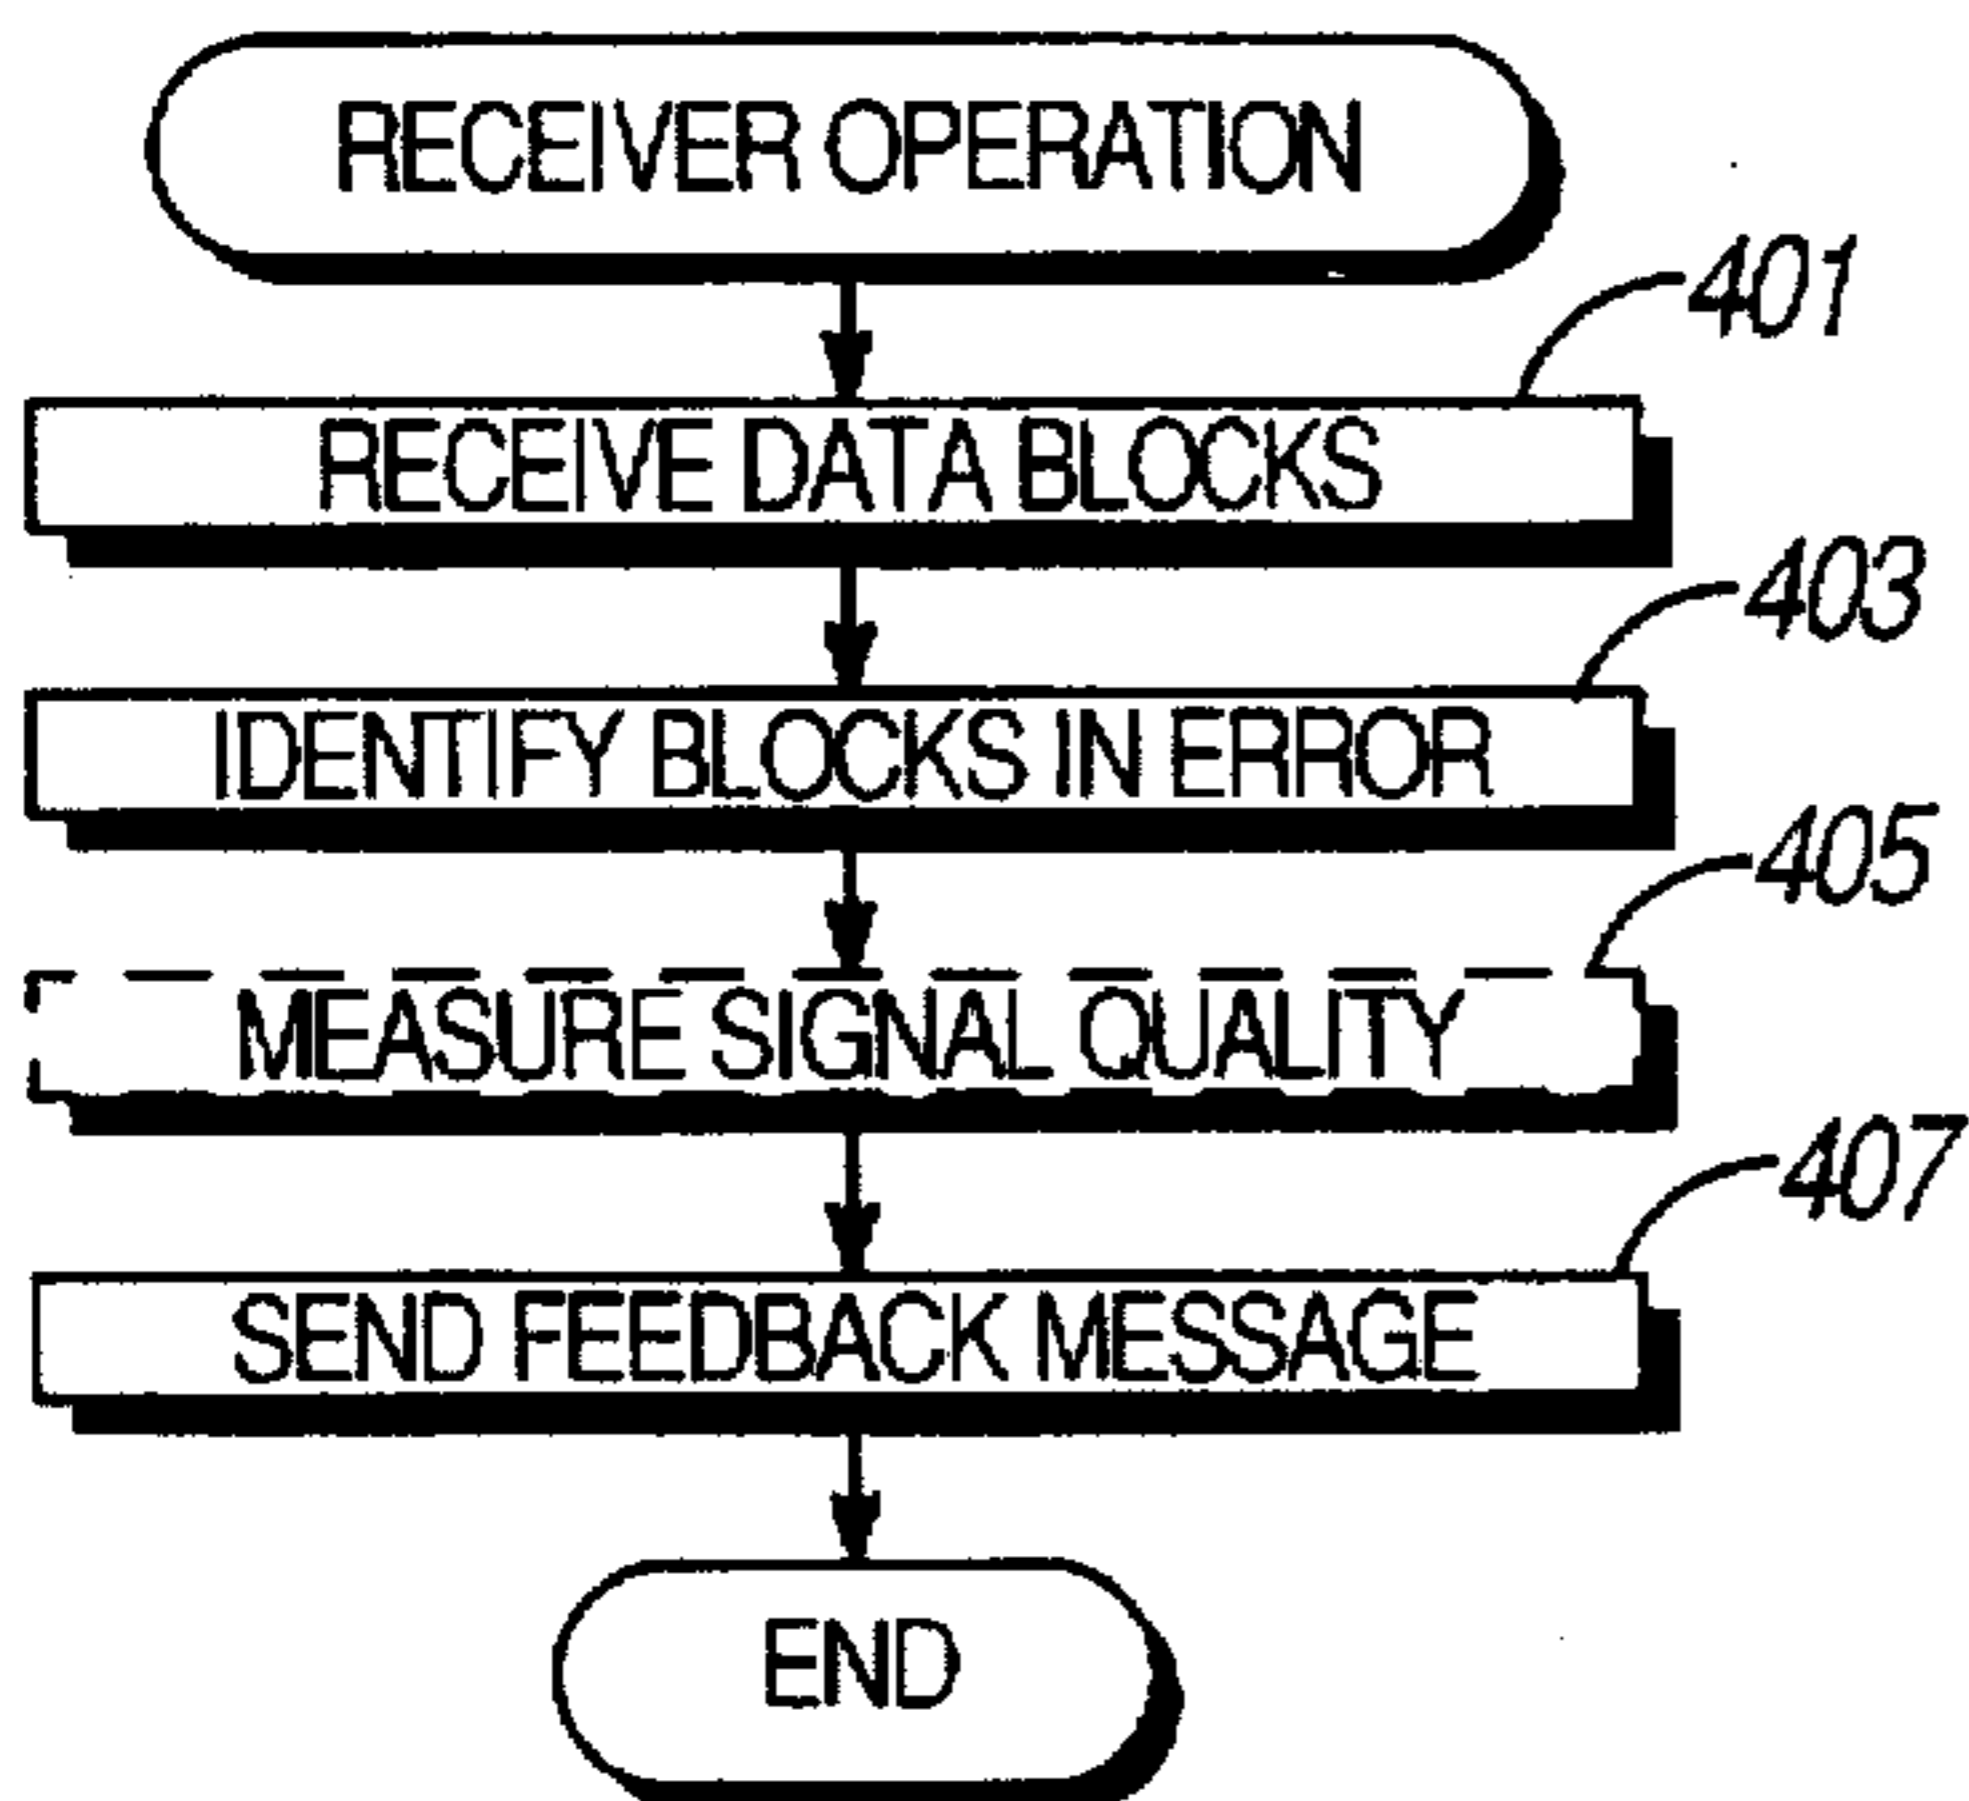 RECEIVER OPERATION
401
RECEIVE DATA BLOCKS
403
IDENTIFY BLOCKS IN ERROR
405
MEASURE SIGNAL QUALITY
407
SEND FEEDBACK MESSAGE
END